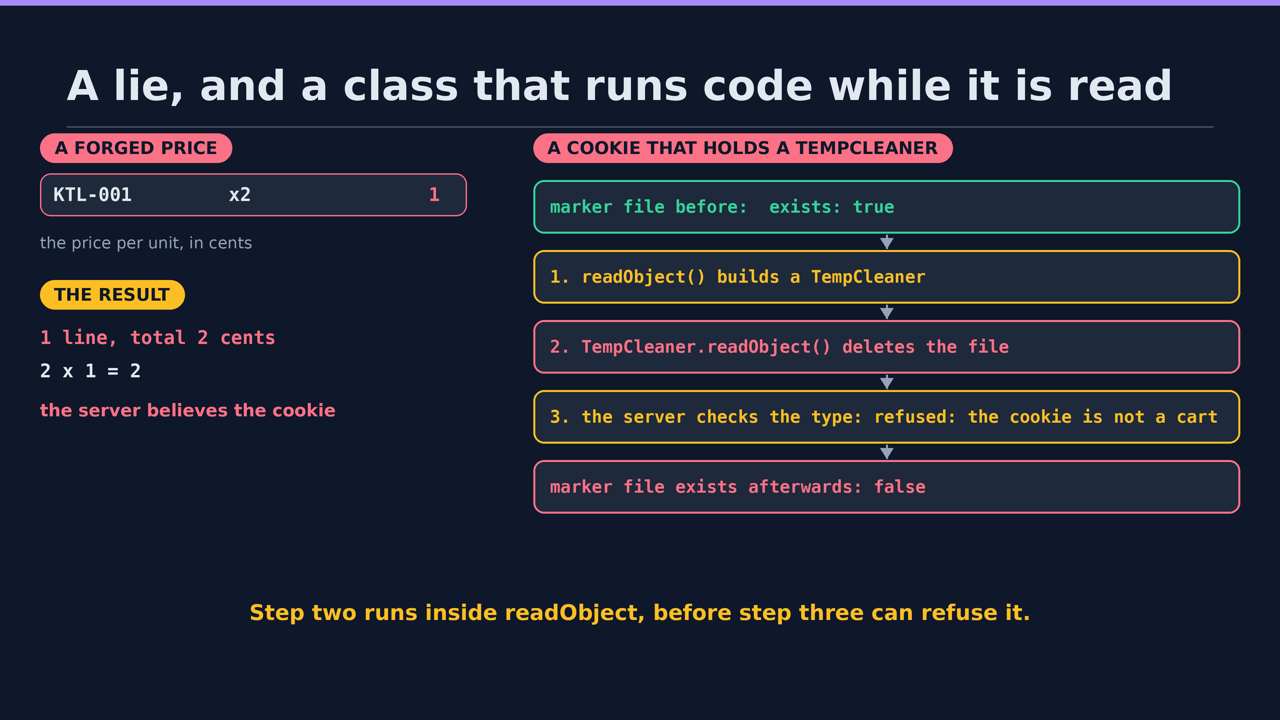 A lie, and a class that runs code while it is read
A FORGED PRICE
KTL-001 x2 1
the price per unit, in cents
THE RESULT
1 line, total 2 cents
2 x 1 = 2
the server believes the cookie
A COOKIE THAT HOLDS A TEMPCLEANER
marker file before:  exists: true
1. readObject() builds a TempCleaner
2. TempCleaner.readObject() deletes the file
3. the server checks the type: refused: the cookie is not a cart
marker file exists afterwards: false
Step two runs inside readObject, before step three can refuse it.